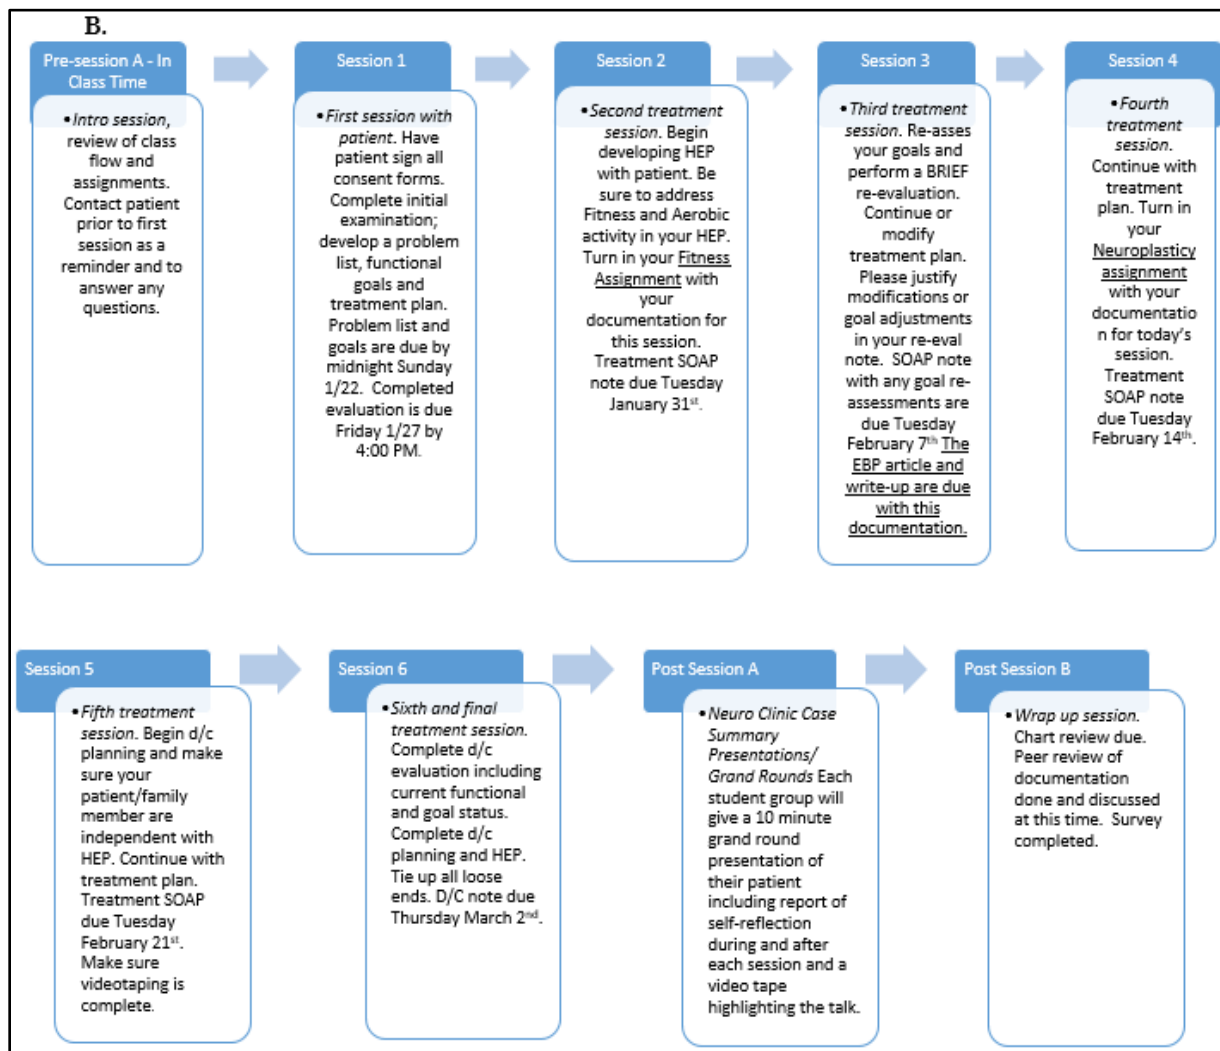 B.
Pre-session A - In
Class Time
•Intro session,
review of class
flow and
assignments.
Contact patient
prior to first
session as a
reminder and to
answer any
questions.
Session 1
•First session with
patient. Have
patient sign all
consent forms.
Complete initial
examination;
develop a problem
list, functional
goals and
treatment plan.
Problem list and
goals are due by
midnight Sunday
1/22.  Completed
evaluation is due
Friday 1/27 by
4:00 PM.
Session 2
•Second treatment
session. Begin
developing HEP
with patient. Be
sure to address
Fitness and Aerobic
activity in your HEP.
Turn in your Fitness
Assignment with
your
documentation for
this session.
Treatment SOAP
note due Tuesday
January 31st.
Session 3
•Third treatment
session. Re-asses
your goals and
perform a BRIEF
re-evaluation.
Continue or
modify
treatment plan.
Please justify
modifications or
goal adjustments
in your re-eval
note.  SOAP note
with any goal re-
assessments are
due Tuesday
February 7th The
EBP article and
write-up are due
with this
documentation.
Session 4
•Fourth
treatment
session.
Continue with
treatment
plan. Turn in
your
Neuroplasticy
assignment
with your
documentatio
n for today's
session.
Treatment
SOAP note
due Tuesday
February 14th.
Session 5
•Fifth treatment
session. Begin d/c
planning and make
sure your
patient/family
member are
independent with
HEP. Continue with
treatment plan.
Treatment SOAP
due Tuesday
February 21st.
Make sure
videotaping is
complete.
Session 6
•Sixth and final
treatment session.
Complete d/c
evaluation including
current functional
and goal status.
Complete d/c
planning and HEP.
Tie up all loose
ends. D/C note due
Thursday March 2nd.
Post Session A
•Neuro Clinic Case
Summary
Presentations/
Grand Rounds Each
student group will
give a 10 minute
grand round
presentation of
their patient
including report of
self-reflection
during and after
each session and a
video tape
highlighting the talk.
Post Session B
•Wrap up session.
Chart review due.
Peer review of
documentation
done and discussed
at this time.  Survey
completed.